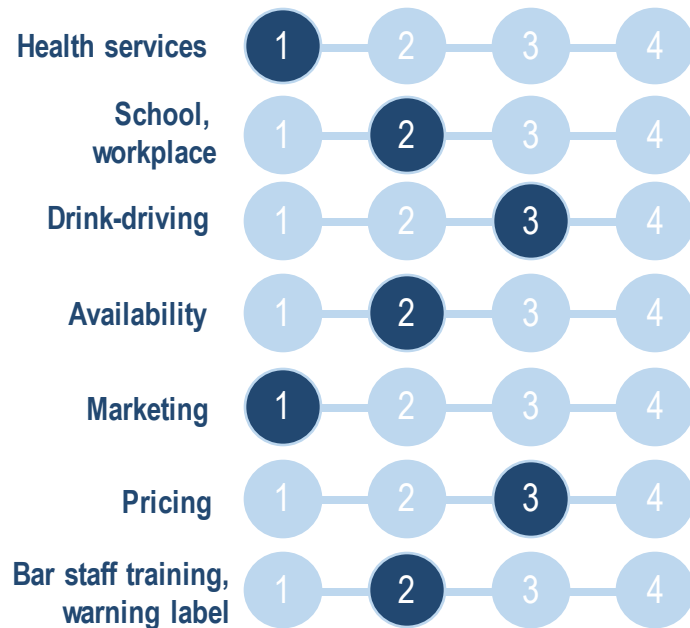 Health services 1 2 3 4
School,
workplace 1 2 3 4
Drink-driving 1 2 3 4
Availability 1 2 3 4
Marketing 1 2 3 4
Pricing 1 2 3 4
Bar staff training,
warning label 1 2 3 4